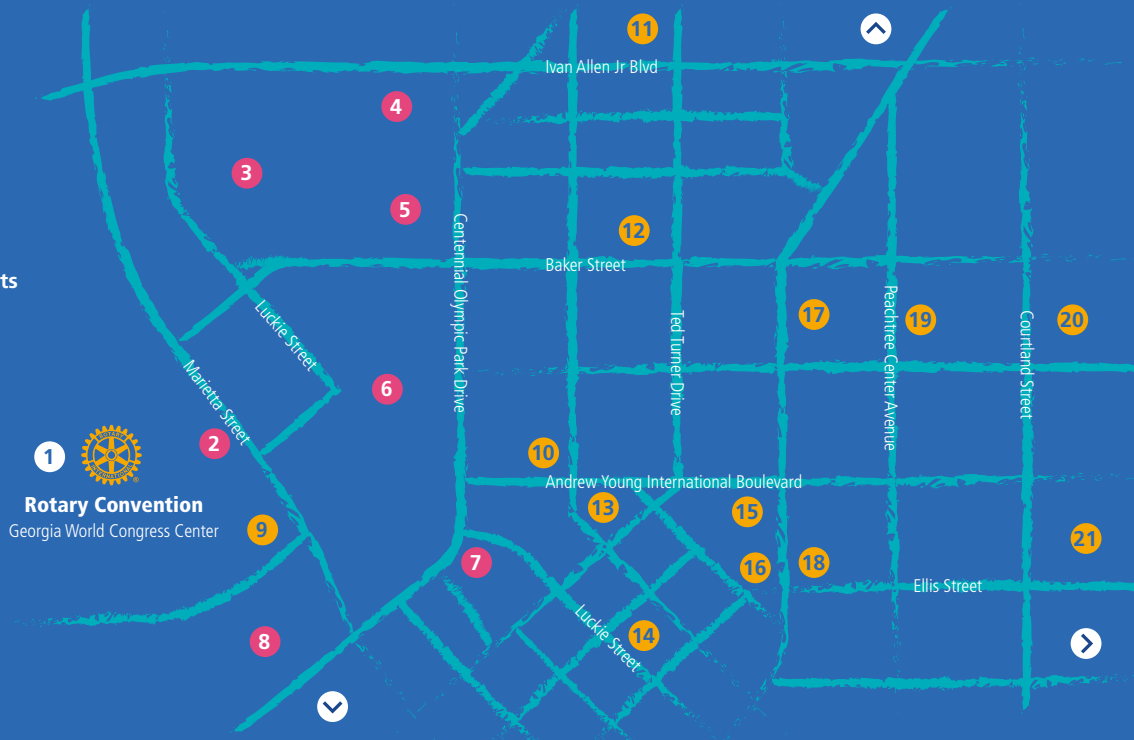 11
Ivan Allen Jr Blvd
4
3
5
12
ts
Baker Street
Centennial Olympic Park Drive
Luckie Street
17
19
20
Peachtree Center Avenue
Ted Turner Drive
Courtland Street
Marietta Street
6
2
1
ROTARY
INTERNATIONAL
®
10
Andrew Young International Boulevard
Rotary Convention
Georgia World Congress Center
13
15
9
21
7
16
18
Ellis Street
Luckie Street
14
8